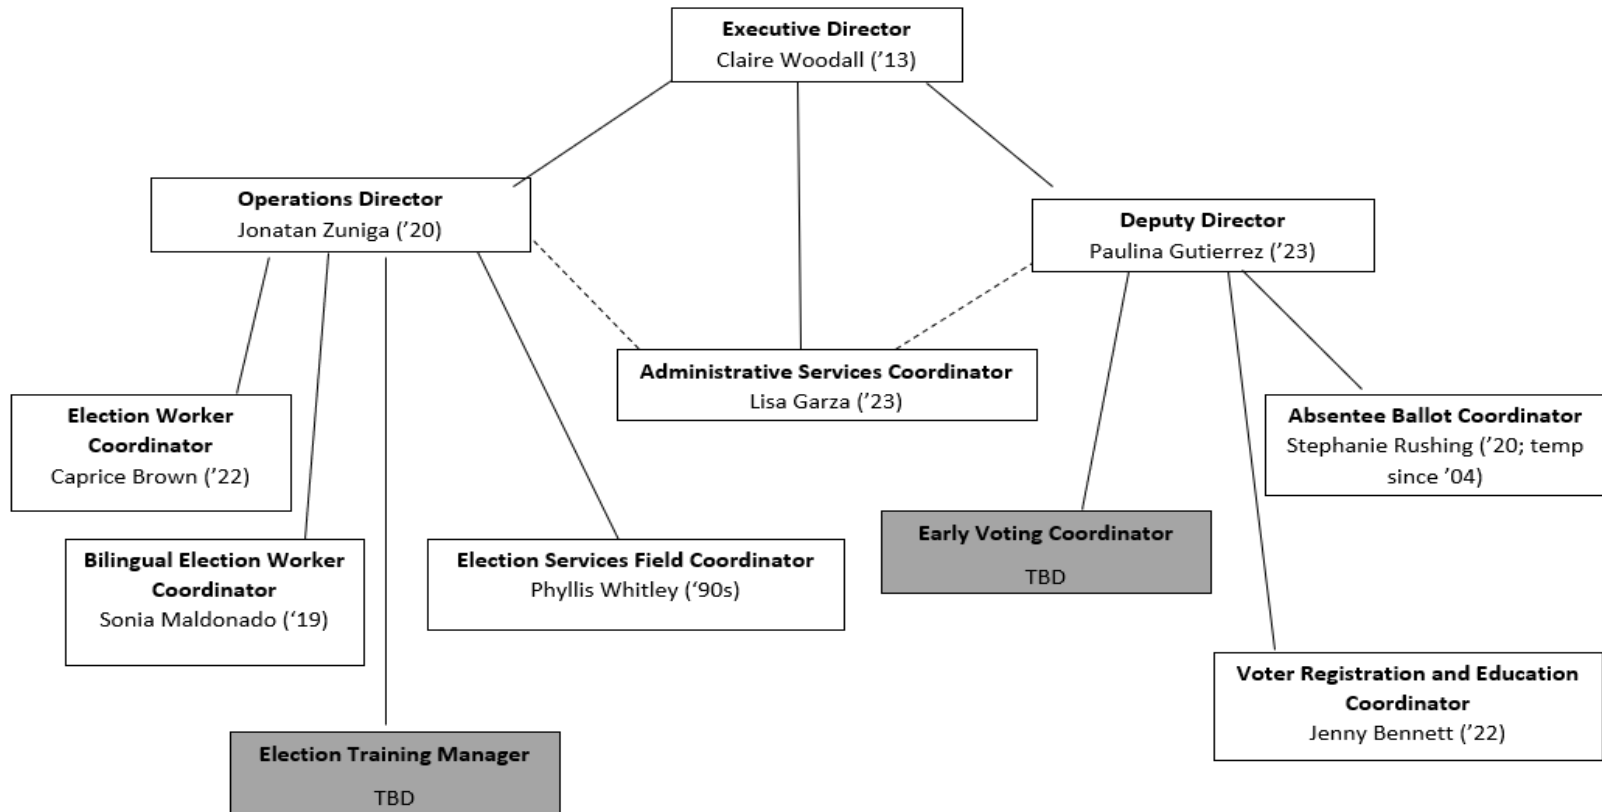 Executive Director
Claire Woodall (’13)
Operations Director
Jonatan Zuniga (’20)
Deputy Director
Paulina Gutierrez (’23)
Administrative Services Coordinator
Lisa Garza (’23)
Election Worker
Coordinator
Caprice Brown (’22)
Absentee Ballot Coordinator
Stephanie Rushing (’20; temp
since ’04)
Bilingual Election Worker
Coordinator
Sonia Maldonado (‘19)
Election Services Field Coordinator
Phyllis Whitley (‘90s)
Early Voting Coordinator
TBD
Voter Registration and Education
Coordinator
Jenny Bennett (’22)
Election Training Manager
TBD